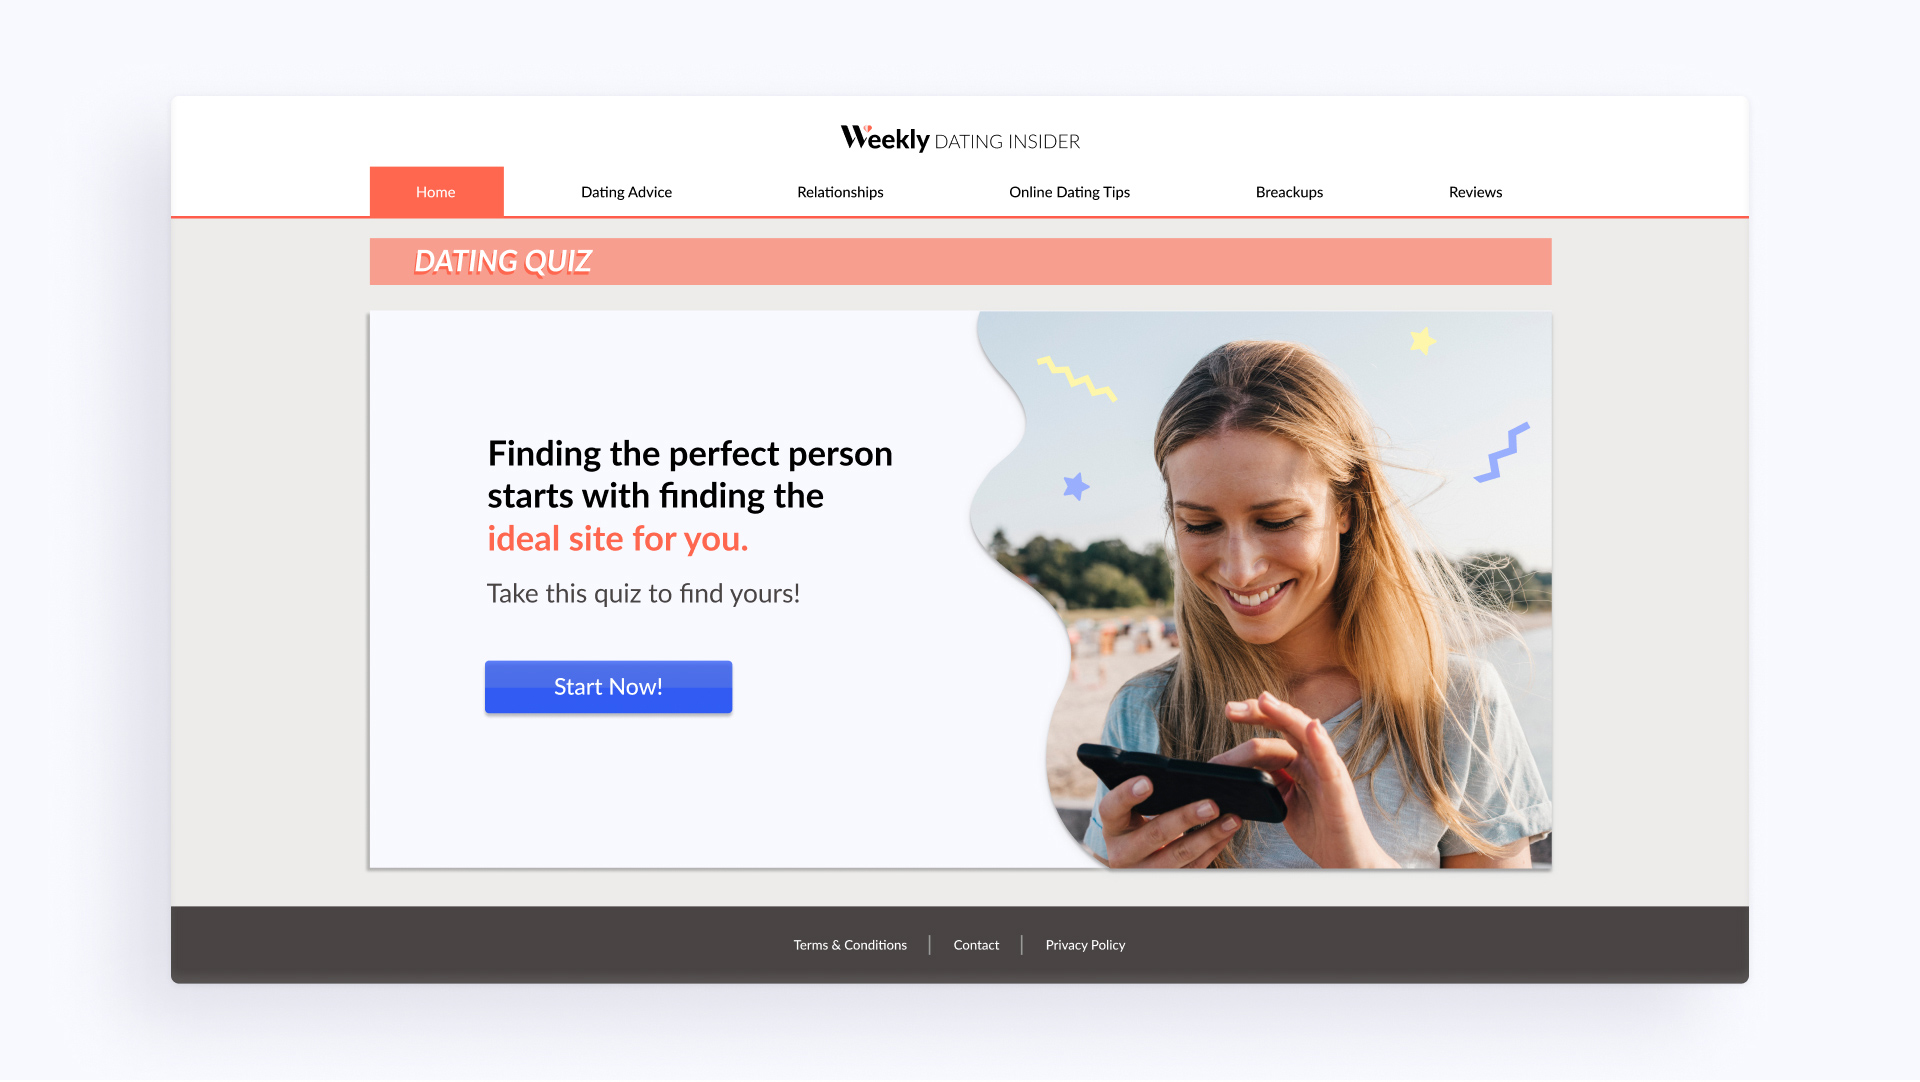 Weekly DATING INSIDER
Home Dating Advice Relationships Online Dating Tips Breackups Reviews
DATING QUIZ
Finding the perfect person
starts with finding the
ideal site for you.
Take this quiz to find yours!
Start Now!
Terms & Conditions | Contact | Privacy Policy